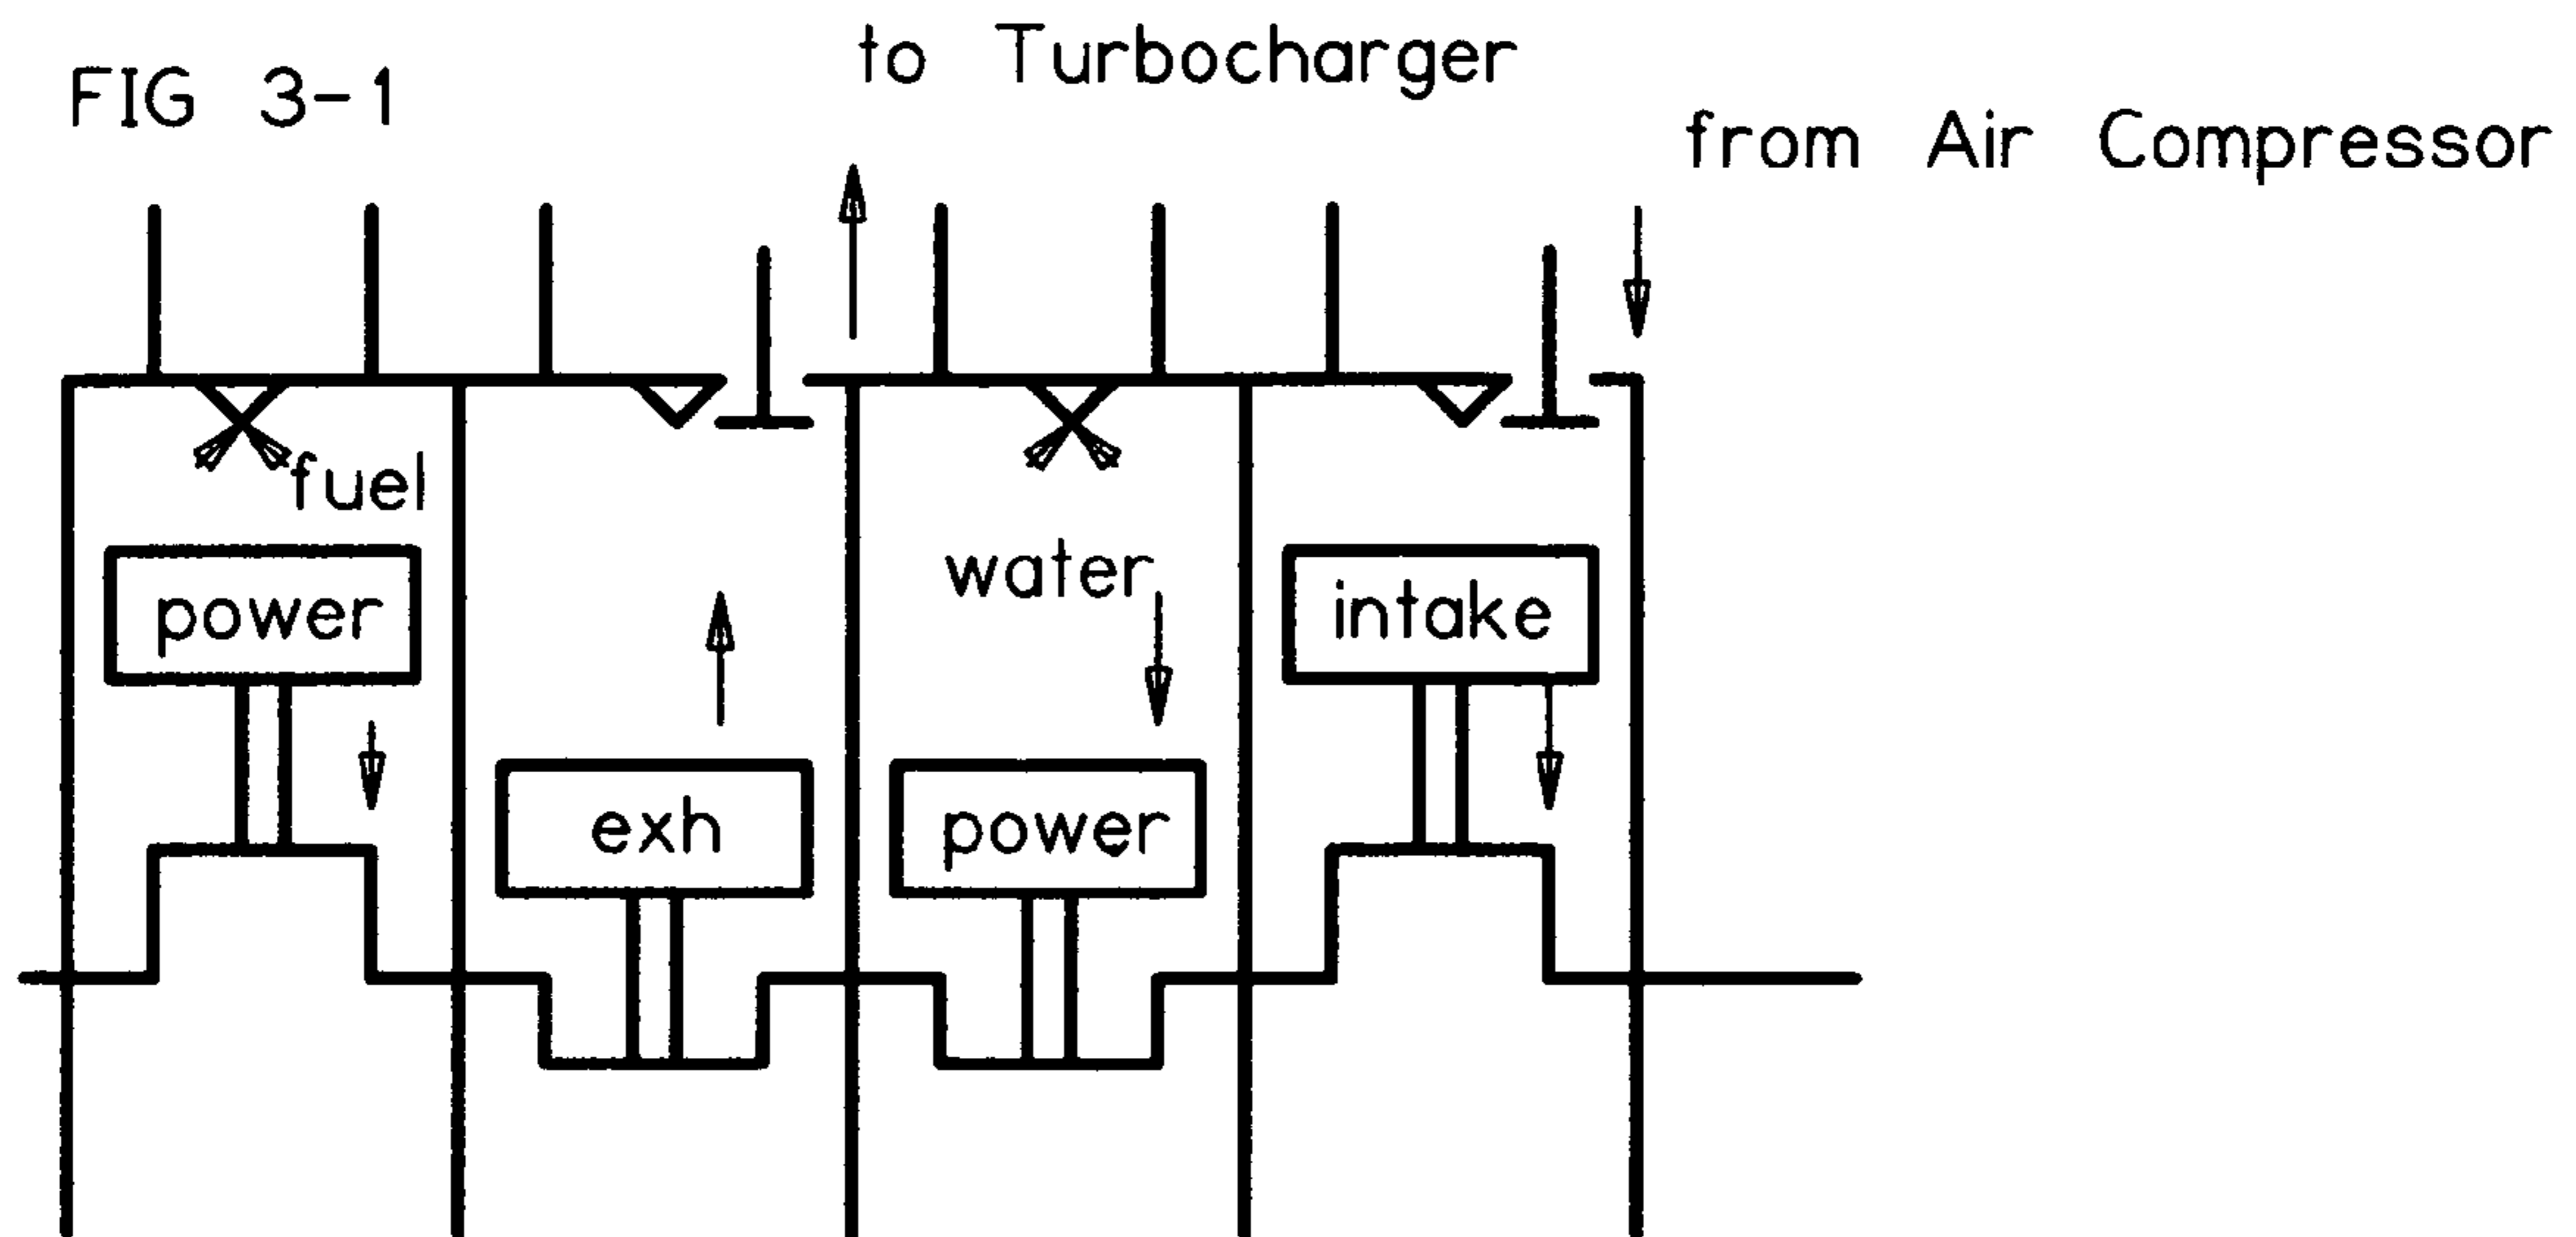 to Turbocharger
FIG 3-1
from Air Compressor
fuel
water
power
intake
exh
power